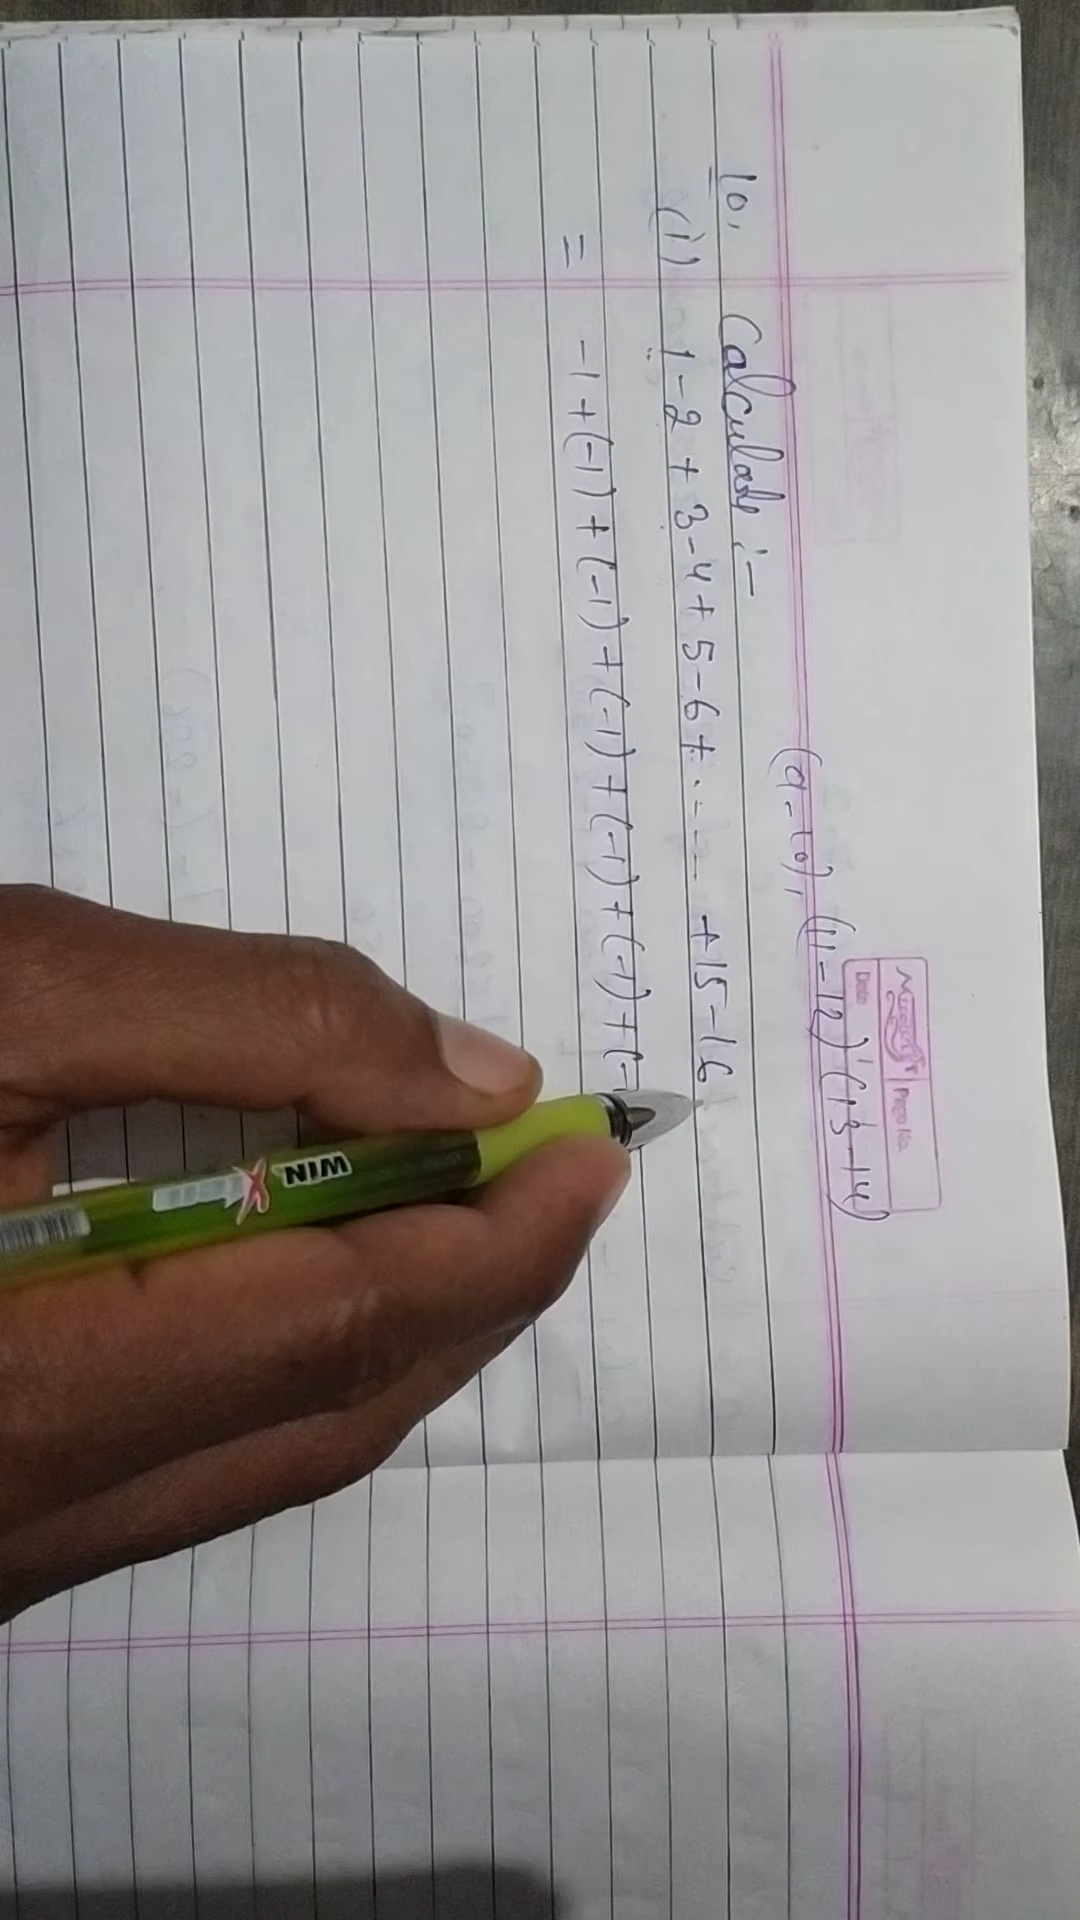 Date
Page No.
(9-10), (11-12), (13-14)
10. Calculate :-
(i) 1-2+3-4+5-6+..... +15-16
= -1+(-1)+(-1)+(-1)+(-1)+(-1)+(-
WIN